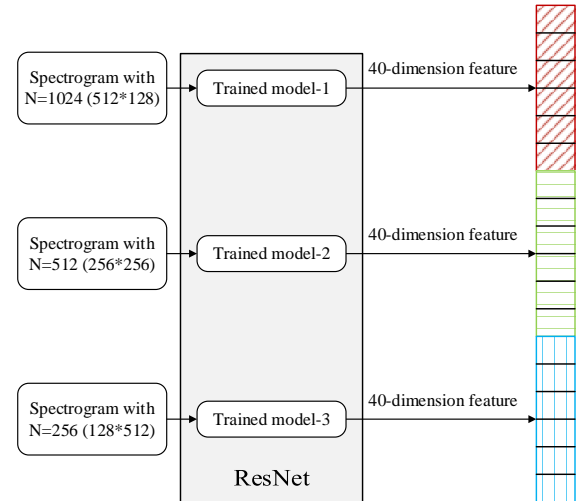 Spectrogram with
N=1024 (512*128)
Trained model-1
40-dimension feature
Spectrogram with
N=512 (256*256)
Trained model-2
40-dimension feature
Spectrogram with
N=256 (128*512)
Trained model-3
40-dimension feature
ResNet